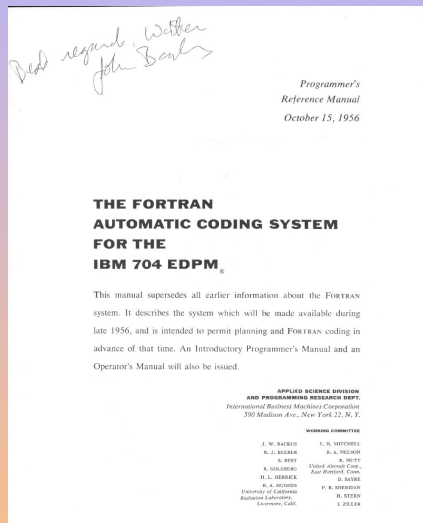 Best regards, Walter
John Backus
Programmer's
Reference Manual
October 15, 1956
THE FORTRAN
AUTOMATIC CODING SYSTEM
FOR THE
IBM 704 EDPM
This manual supersedes all earlier information about the FORTRAN
system. It describes the system which will be made available during
late 1956, and is intended to permit planning and FORTRAN coding in
advance of that time. An Introductory Programmer's Manual and an
Operator's Manual will also be issued.
APPLIED SCIENCE DIVISION
AND PROGRAMMING RESEARCH DEPT.
International Business Machines Corporation
590 Madison Ave., New York 22, N. Y.
WORKING COMMITTEE
J. W. BACKUS
R. J. BEEBER
S. BEST
R. GOLDBERG
H. L. HERRICK
R. A. HUGHES
University of California
Radiation Laboratory,
Livermore, Calif.
L. B. MITCHELL
R. A. NELSON
R. NUTT
United Aircraft Corp.,
East Hartford, Conn.
D. SAYRE
P. B. SHERIDAN
H. STERN
I. ZILLER